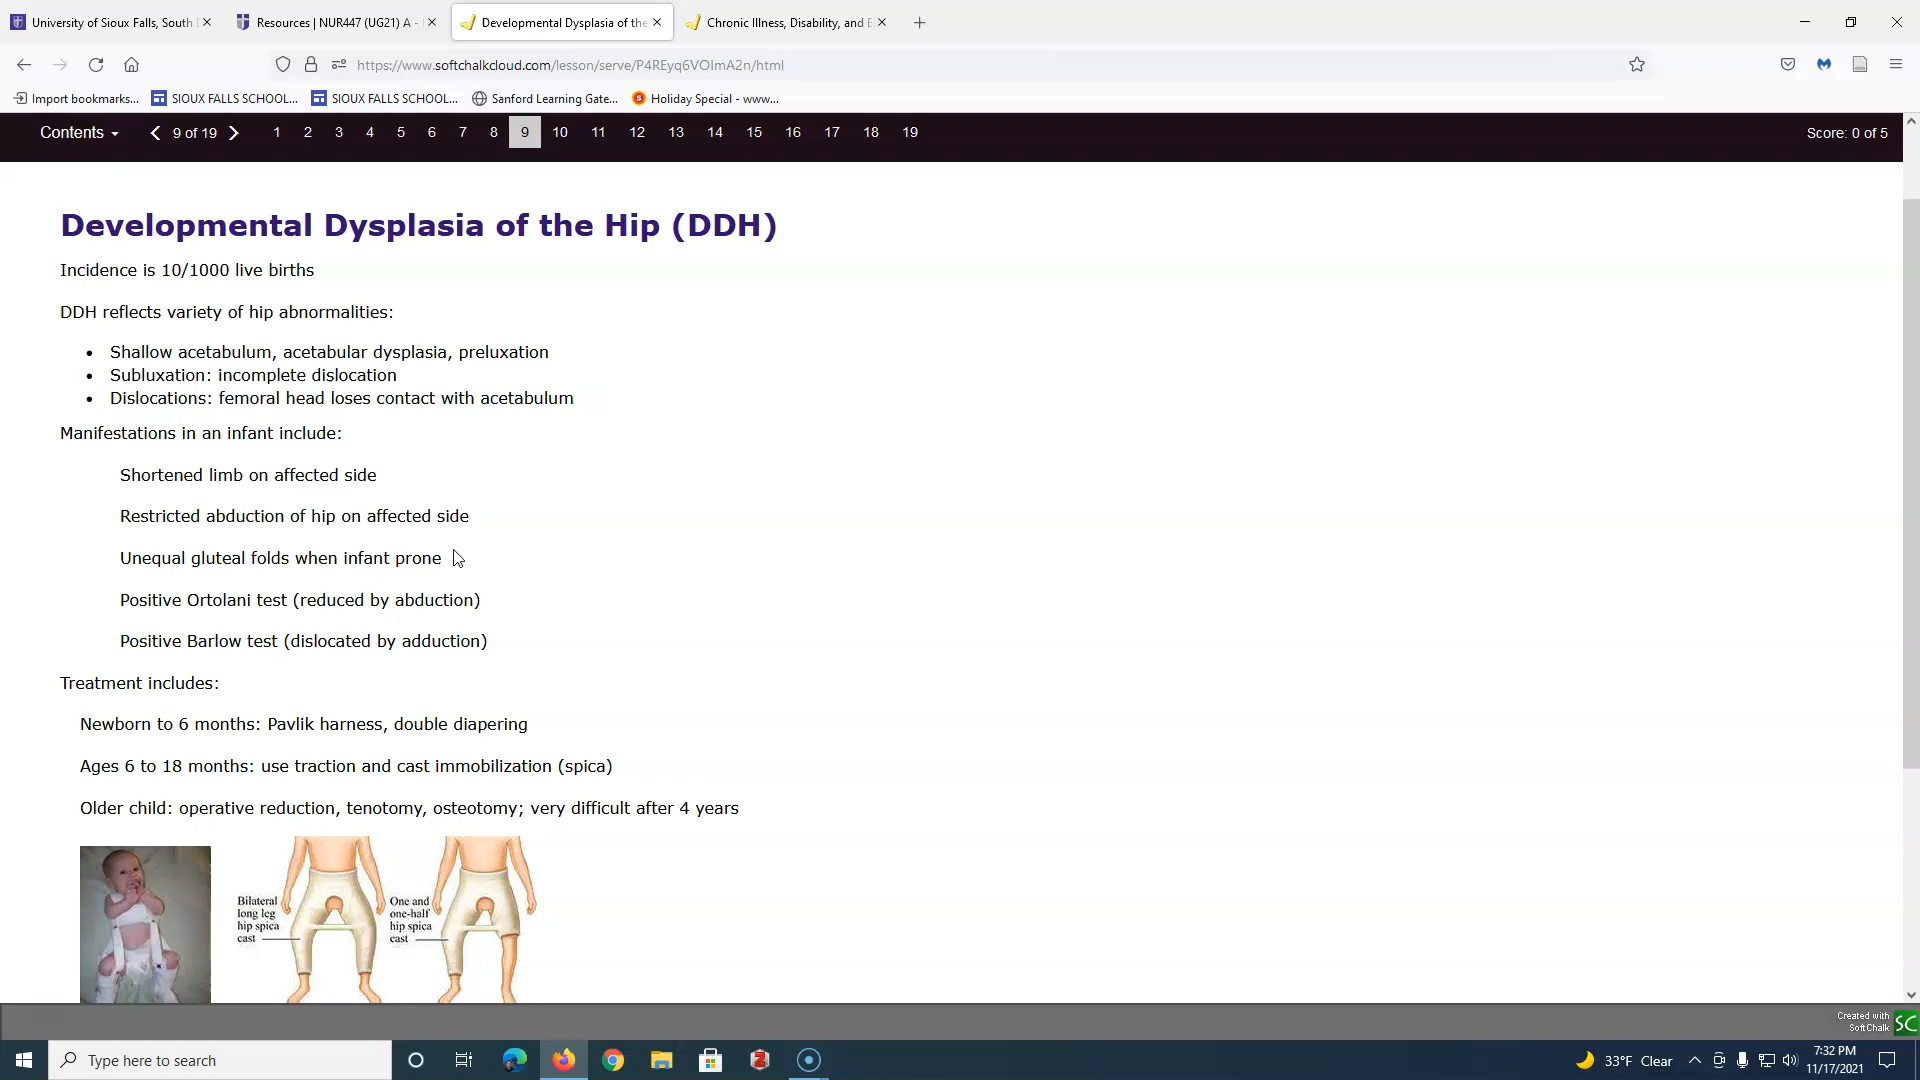 University of Sioux Falls, South
Resources | NUR447 (UG21) A -
Developmental Dysplasia of the
Chronic Illness, Disability, and E
https://www.softchalkcloud.com/lesson/serve/P4REyq6VOImA2n/html
Import bookmarks...
SIOUX FALLS SCHOOL...
SIOUX FALLS SCHOOL...
Sanford Learning Gate...
Holiday Special - www...
Contents
9 of 19
1 2 3 4 5 6 7 8 9 10 11 12 13 14 15 16 17 18 19
Score: 0 of 5
Developmental Dysplasia of the Hip (DDH)
Incidence is 10/1000 live births
DDH reflects variety of hip abnormalities:
• Shallow acetabulum, acetabular dysplasia, preluxation
• Subluxation: incomplete dislocation
• Dislocations: femoral head loses contact with acetabulum
Manifestations in an infant include:
Shortened limb on affected side
Restricted abduction of hip on affected side
Unequal gluteal folds when infant prone
Positive Ortolani test (reduced by abduction)
Positive Barlow test (dislocated by adduction)
Treatment includes:
Newborn to 6 months: Pavlik harness, double diapering
Ages 6 to 18 months: use traction and cast immobilization (spica)
Older child: operative reduction, tenotomy, osteotomy; very difficult after 4 years
Bilateral
long leg
hip spica
cast
One and
one-half
hip spica
cast
Created with
SoftChalk
SC
Type here to search
33°F Clear
7:32 PM
11/17/2021